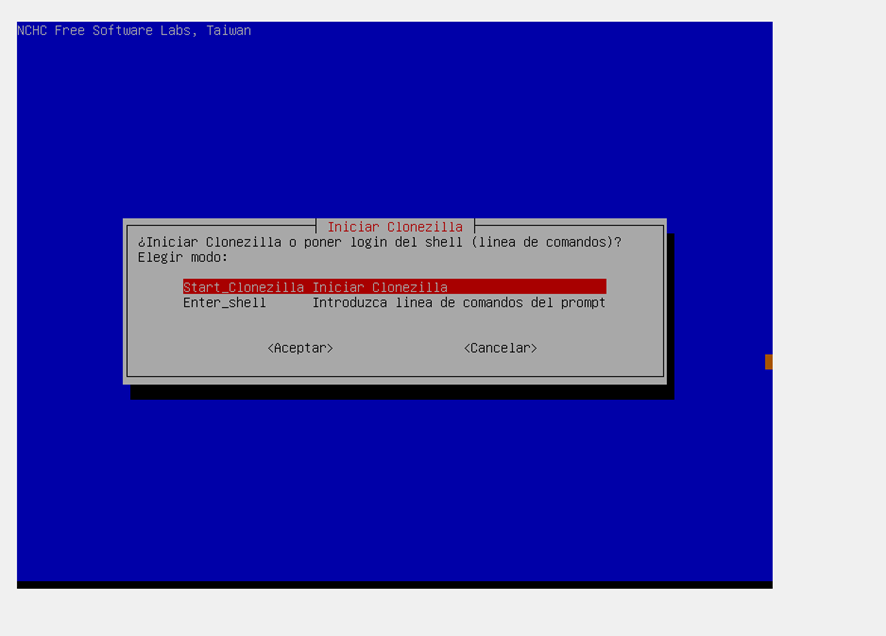 NCHC Free Software Labs, Taiwan
Iniciar Clonezilla
¿Iniciar Clonezilla o poner login del shell (linea de comandos)?
Elegir modo:
Start_Clonezilla Iniciar Clonezilla
Enter_shell Introduzca linea de comandos del prompt
<Aceptar> <Cancelar>